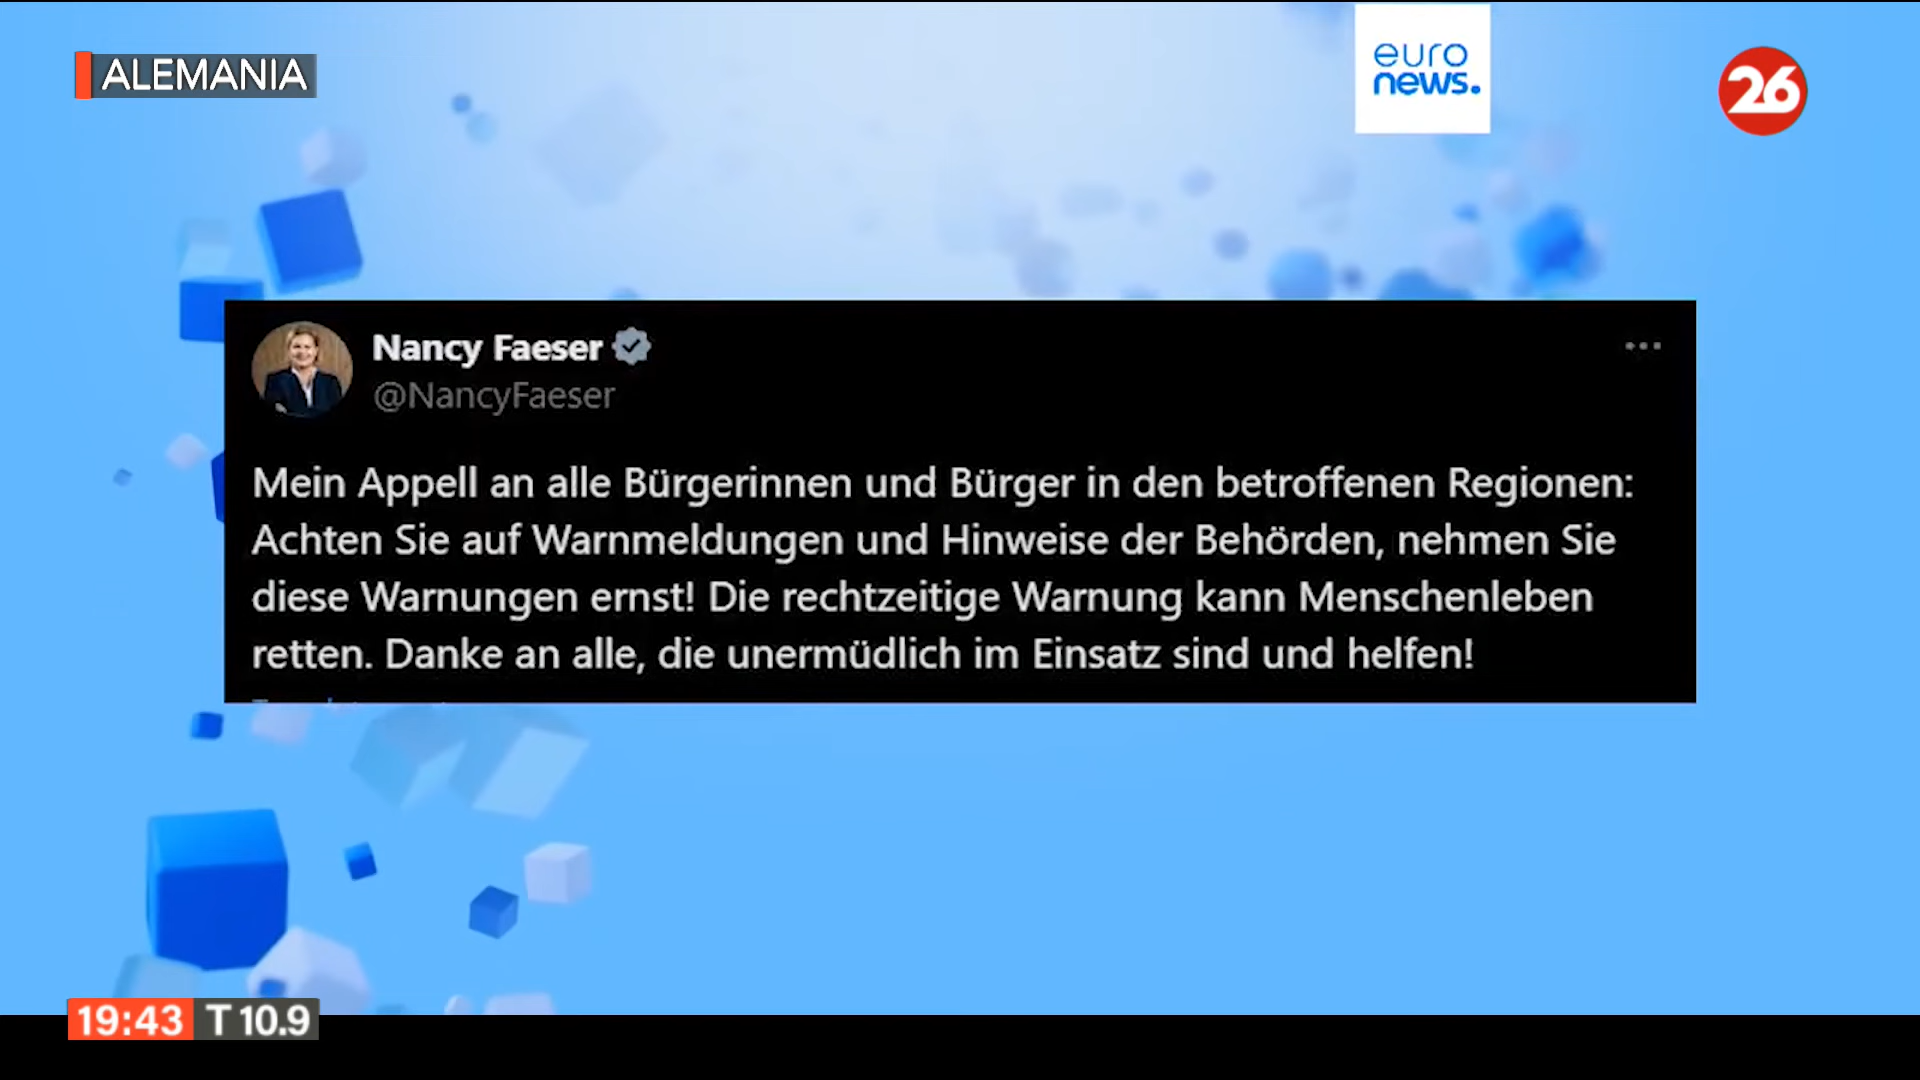 ALEMANIA
euro
news.
26
Nancy Faeser
@NancyFaeser
Mein Appell an alle Bürgerinnen und Bürger in den betroffenen Regionen:
Achten Sie auf Warnmeldungen und Hinweise der Behörden, nehmen Sie
diese Warnungen ernst! Die rechtzeitige Warnung kann Menschenleben
retten. Danke an alle, die unermüdlich im Einsatz sind und helfen!
19:43 T 10.9